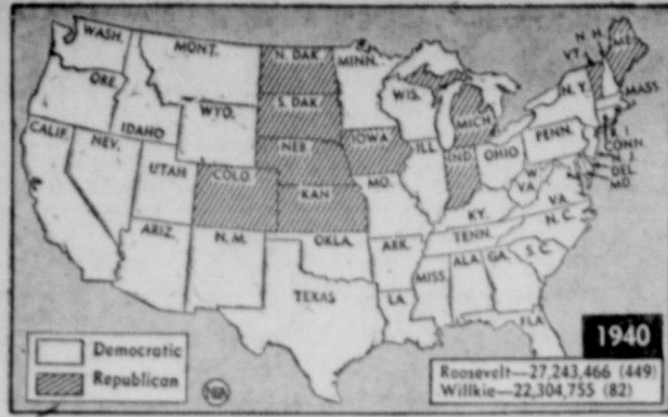 WASH.
MONT.
N. DAK.
MINN.
N. H.
VT.
ME.
ORE.
S. DAK.
WIS.
N. Y.
MASS.
IDAHO
WYO.
MICH.
CALIF.
NEV.
NEB.
IOWA
PENN.
R. I.
CONN.
N. J.
DEL.
MD.
UTAH
COLO.
KAN.
MO.
ILL.
IND.
OHIO
W. VA.
VA.
KY.
N. C.
ARIZ.
N. M.
OKLA.
ARK.
TENN.
S. C.
TEXAS
LA.
MISS.
ALA.
GA.
FLA.
Democratic
Republican
NEA
1940
Roosevelt—27,243,466 (449)
Willkie—22,304,755 (82)